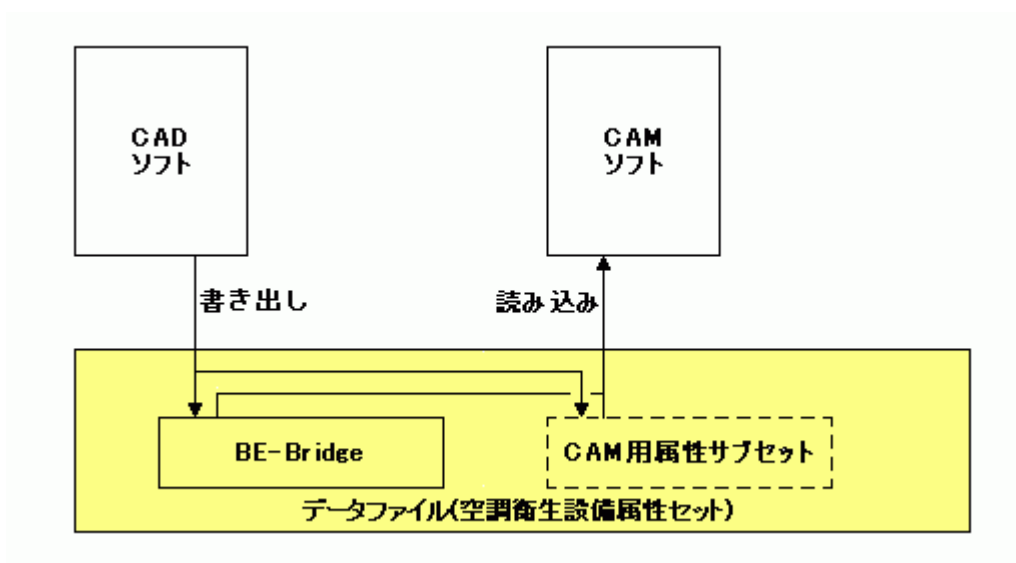 CAD
ソフト
CAM
ソフト
書き出し
読み込み
BE-Bridge
CAM用属性サブセット
データファイル(空調衛生設備属性セット)